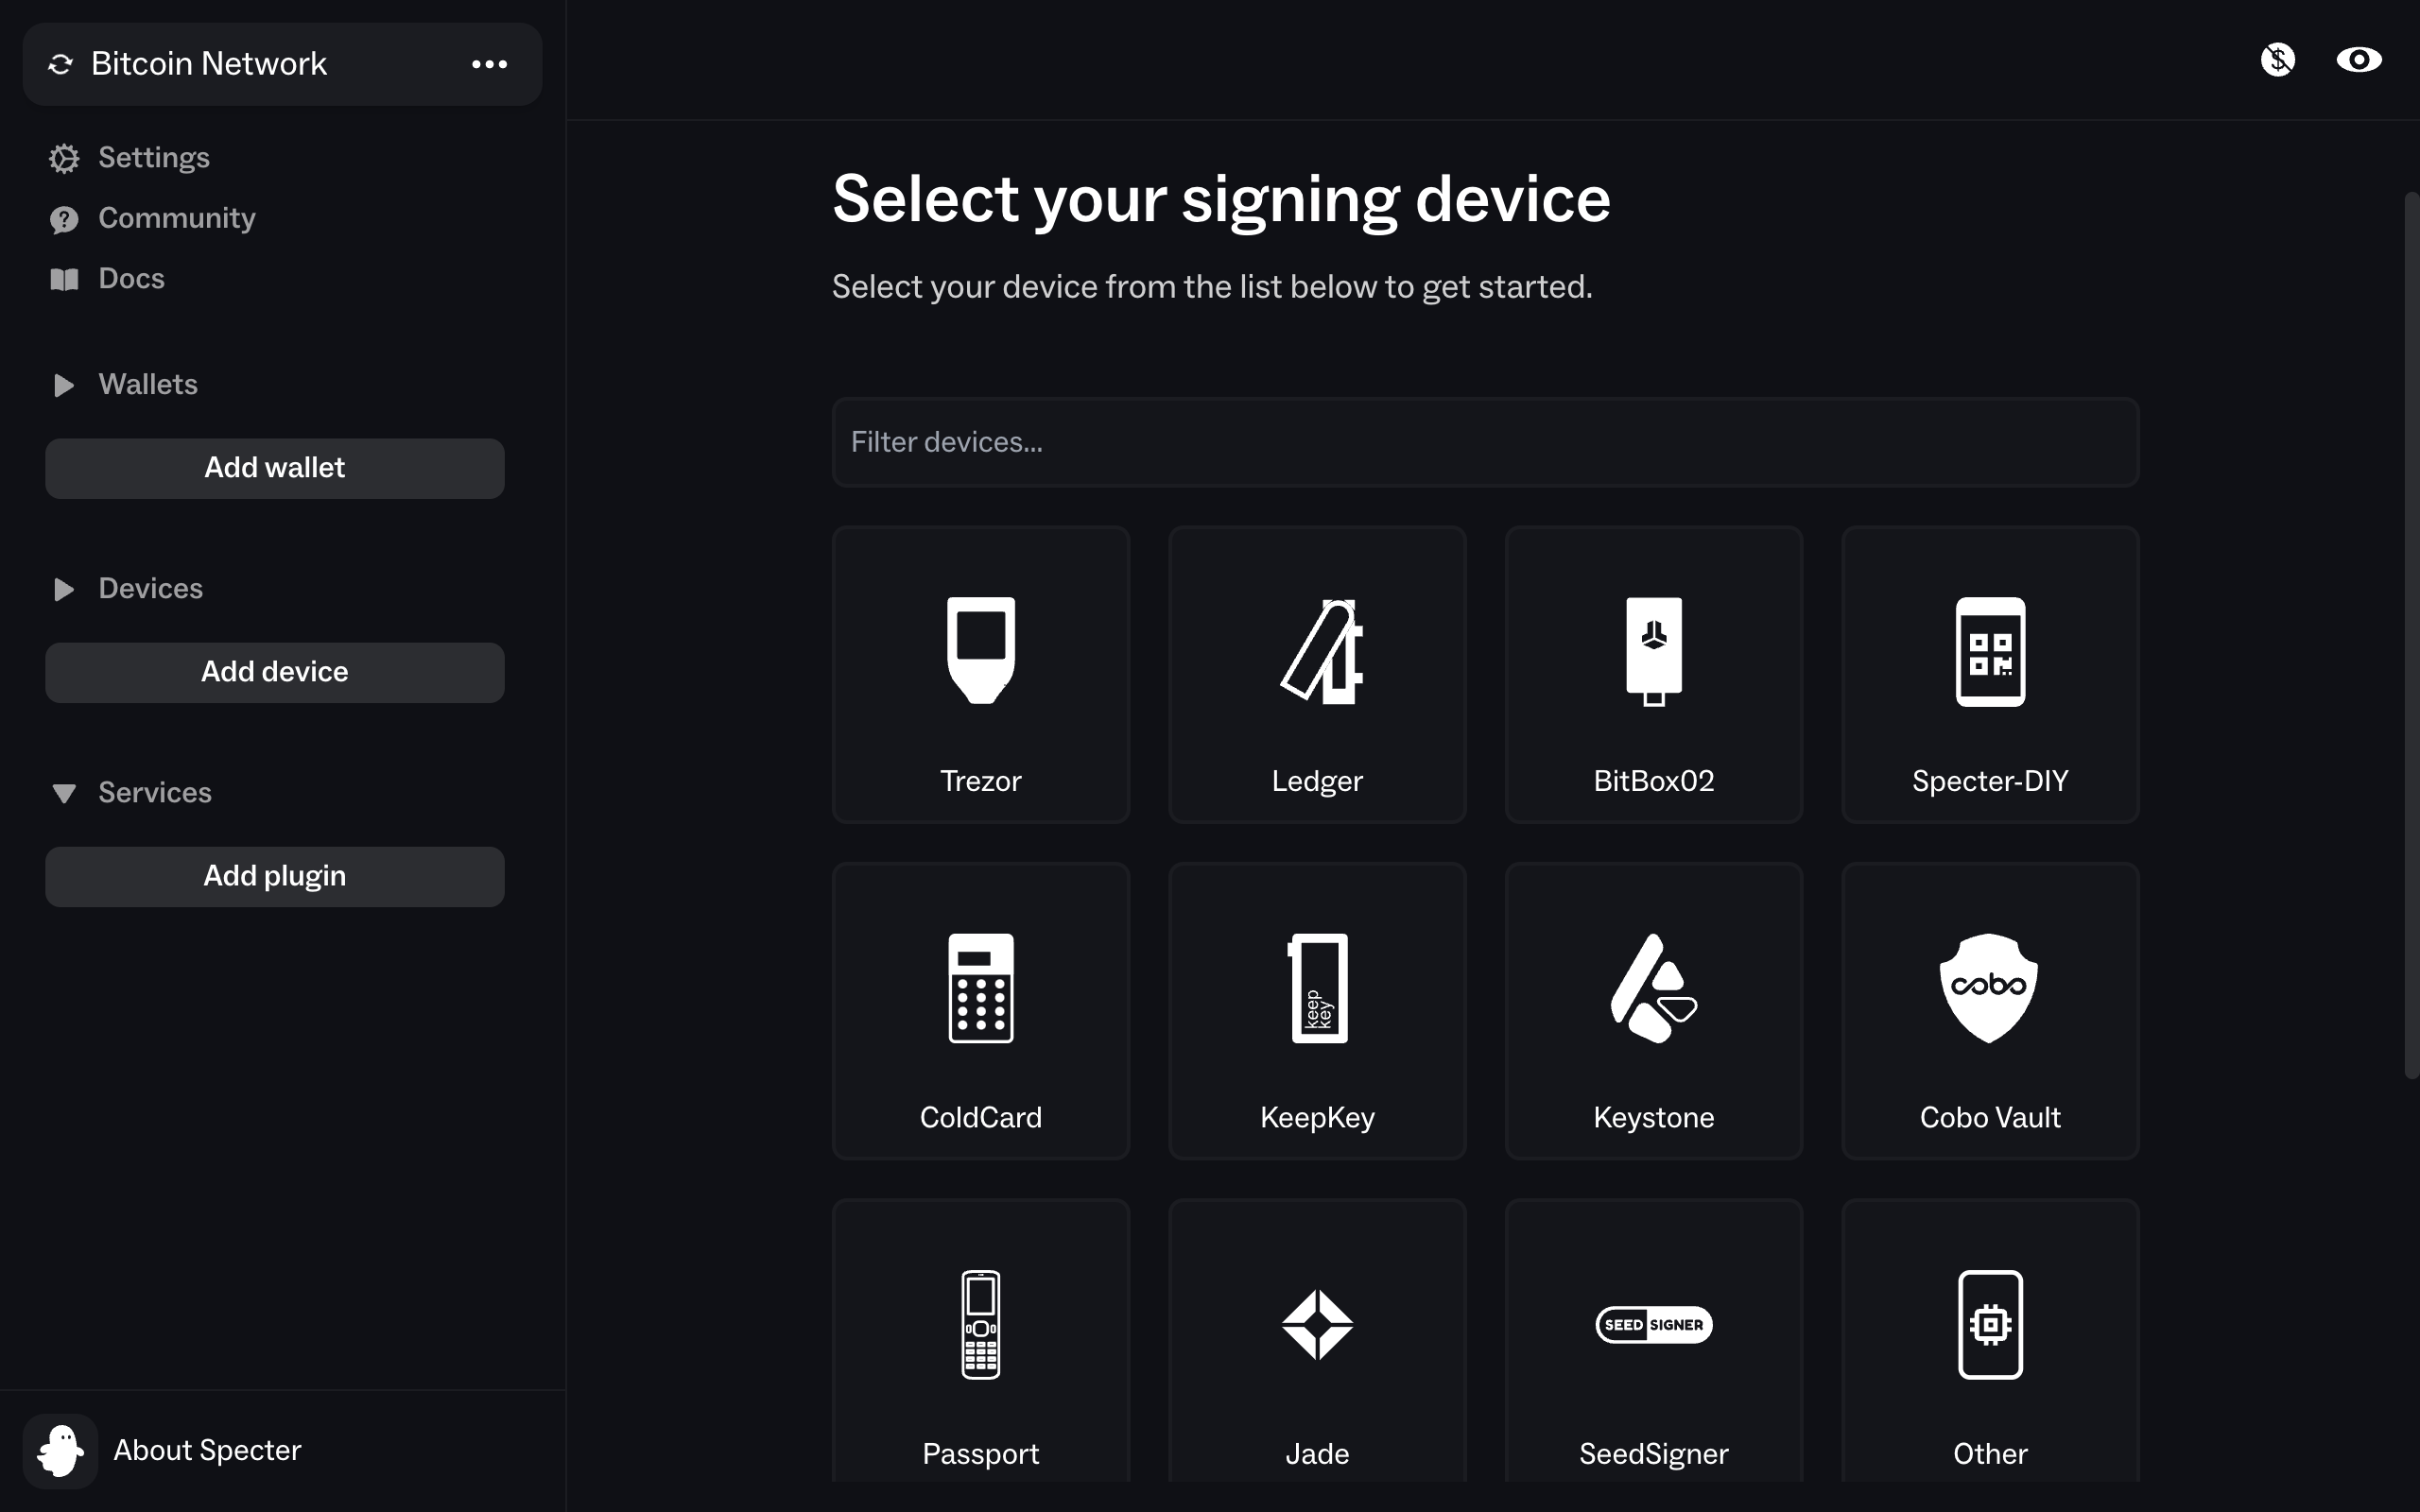 Bitcoin Network
Settings
Community
Docs
Wallets
Add wallet
Devices
Add device
Services
Add plugin
About Specter
Select your signing device
Select your device from the list below to get started.
Filter devices...
Trezor
Ledger
BitBox02
Specter-DIY
ColdCard
keep
key
KeepKey
Keystone
cobo
Cobo Vault
Passport
Jade
SEED SIGNER
SeedSigner
Other